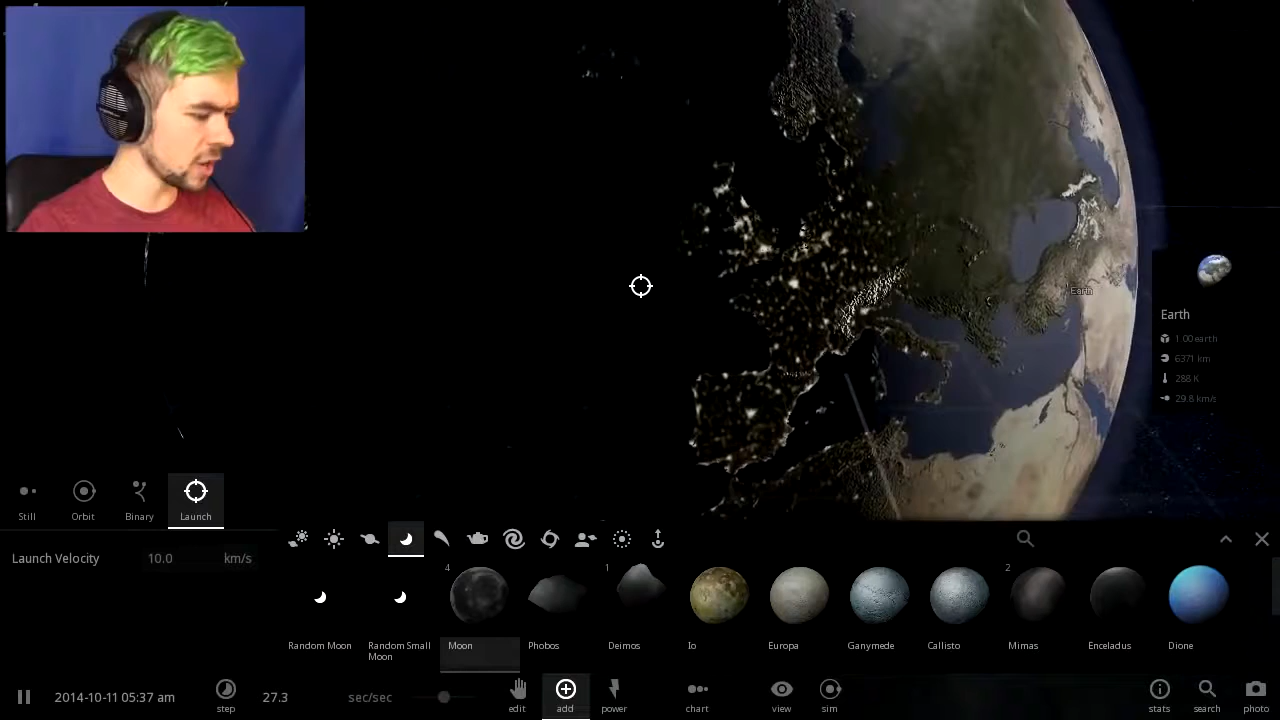 Earth
Earth
1.00 earth
6371 km
288 K
29.8 km/s
Still
Orbit
Binary
Launch
Launch Velocity
10.0
km/s
4
1
2
Random Moon
Random Small
Moon
Moon
Phobos
Deimos
Io
Europa
Ganymede
Callisto
Mimas
Enceladus
Dione
2014-10-11 05:37 am
step
27.3
sec/sec
edit
add
power
chart
view
sim
stats
search
photo